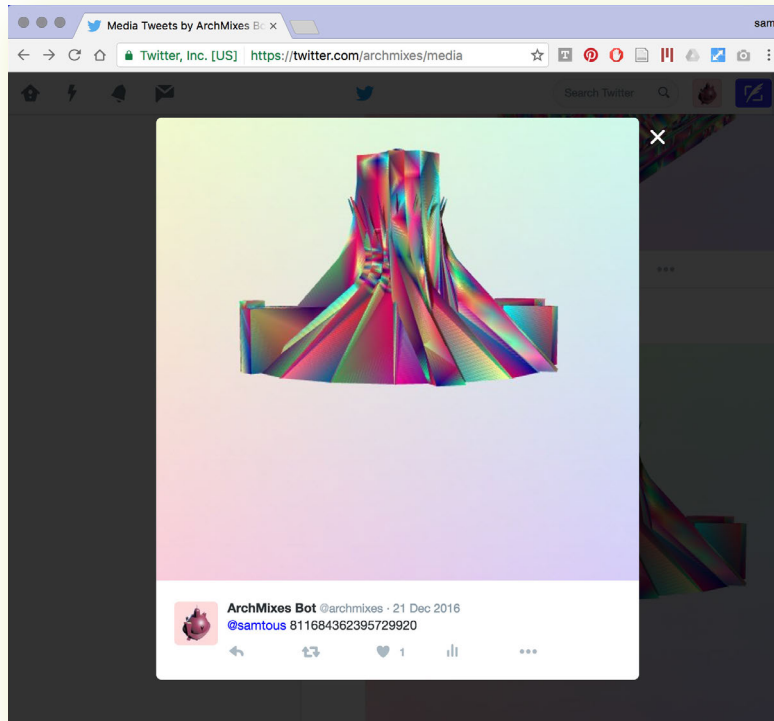 Media Tweets by ArchMixes Bo
sam
Twitter, Inc. [US] https://twitter.com/archmixes/media
Search Twitter
ArchMixes Bot @archmixes · 21 Dec 2016
@samtous 811684362395729920
1